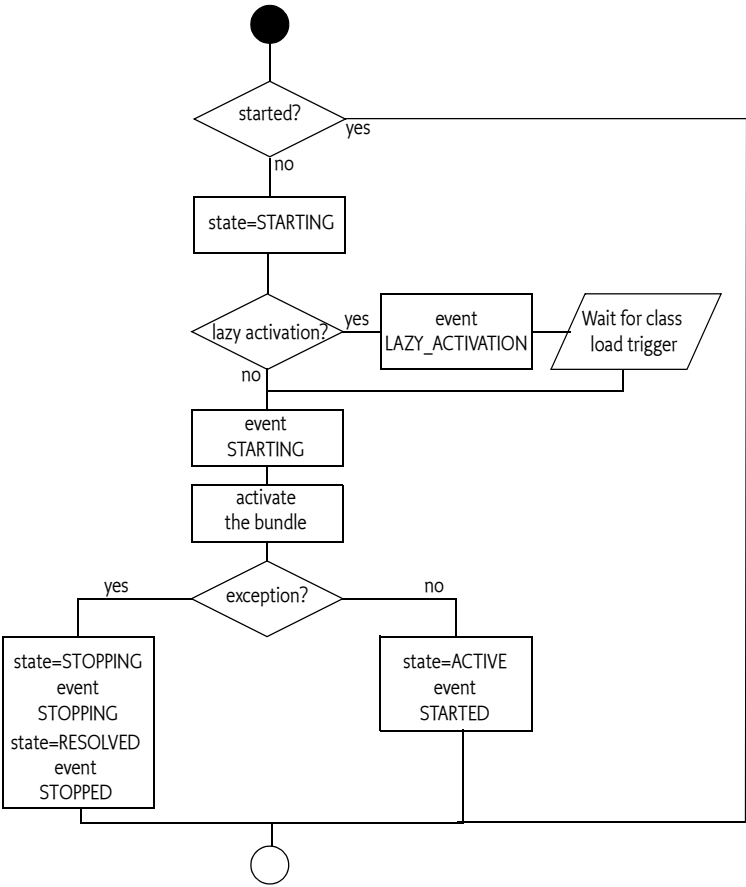 started?
yes
no
state=STARTING
lazy activation?
yes
event
LAZY_ACTIVATION
Wait for class
load trigger
no
event
STARTING
activate
the bundle
exception?
yes
no
state=STOPPING
event
STOPPING
state=RESOLVED
event
STOPPED
state=ACTIVE
event
STARTED